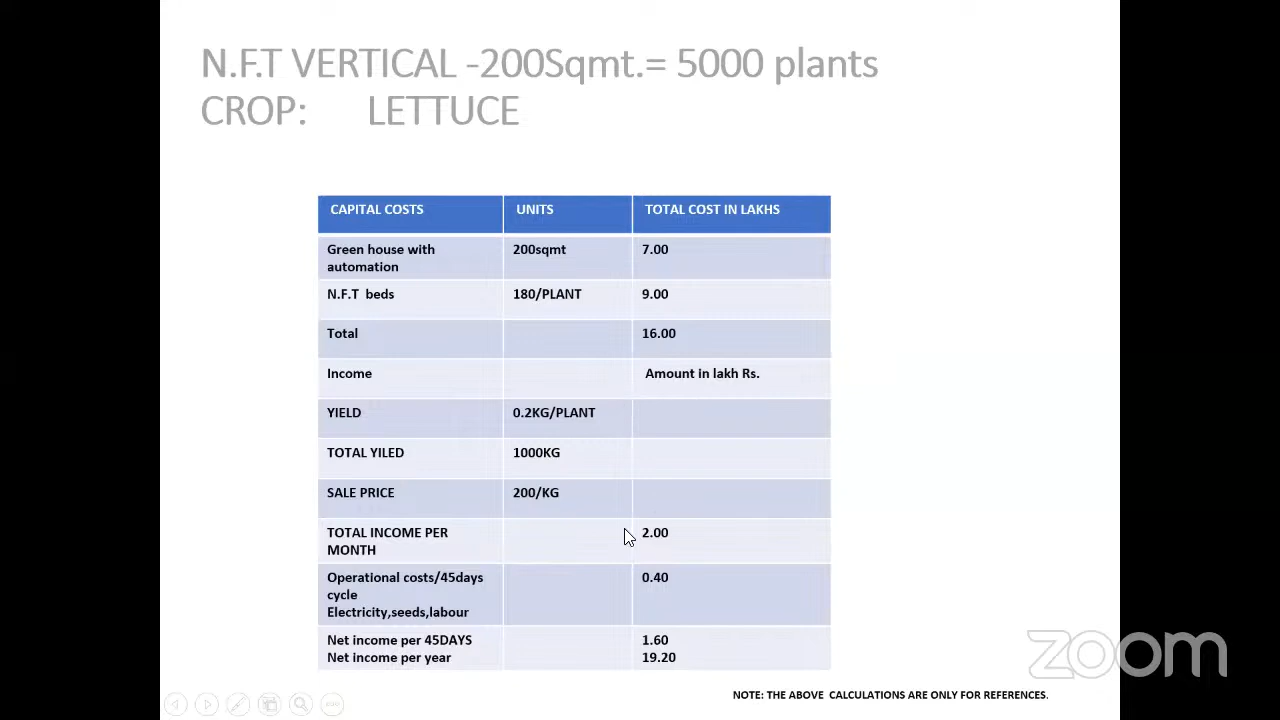 N.F.T VERTICAL -200Sqmt.= 5000 plants
CROP: LETTUCE
CAPITAL COSTS UNITS TOTAL COST IN LAKHS
Green house with
automation
200sqmt 7.00
N.F.T beds 180/PLANT 9.00
Total 16.00
Income Amount in lakh Rs.
YIELD 0.2KG/PLANT
TOTAL YILED 1000KG
SALE PRICE 200/KG
TOTAL INCOME PER
MONTH
2.00
Operational costs/45days
cycle
Electricity,seeds,labour
0.40
Net income per 45DAYS 1.60
Net income per year 19.20
zoom
NOTE: THE ABOVE CALCULATIONS ARE ONLY FOR REFERENCES.